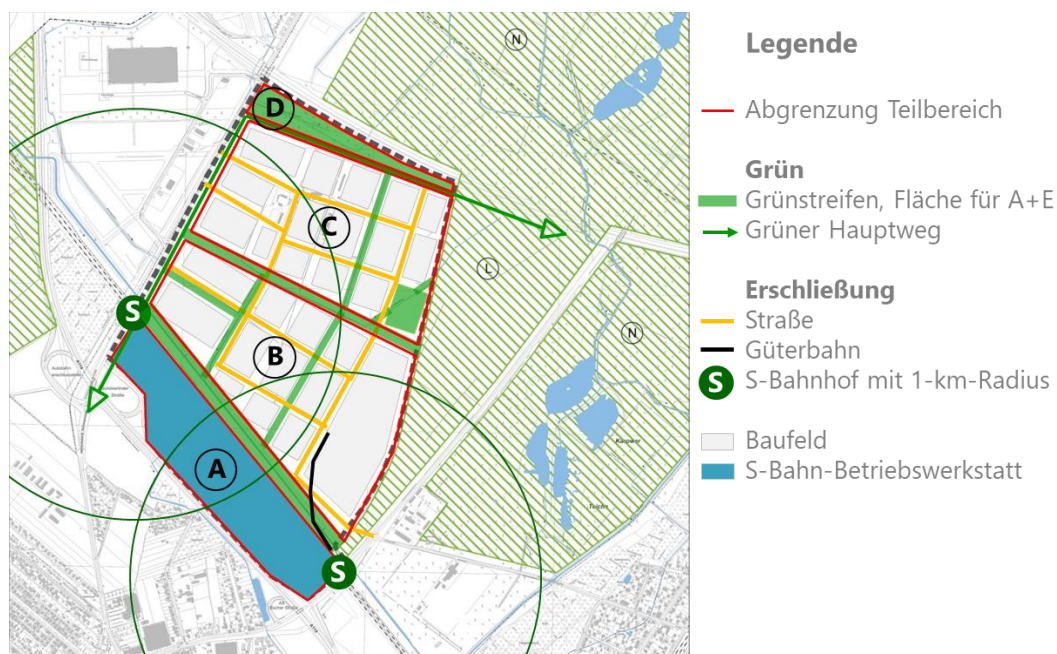 Legende
Abgrenzung Teilbereich
Grün
Grünstreifen, Fläche für A+E
Grüner Hauptweg
Erschließung
Straße
Güterbahn
S S-Bahnhof mit 1-km-Radius
Baufeld
S-Bahn-Betriebswerkstatt
N
D
C
L
N
S
B
A
S